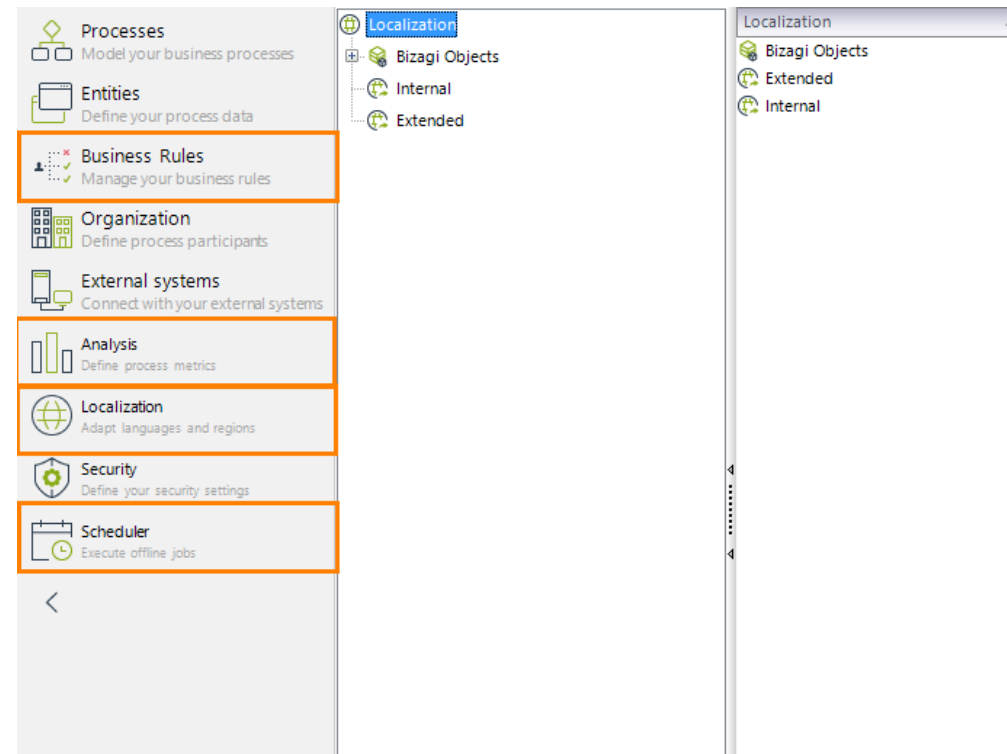 Processes
Model your business processes
Entities
Define your process data
Business Rules
Manage your business rules
Organization
Define process participants
External systems
Connect with your external systems
Analysis
Define process metrics
Localization
Adapt languages and regions
Security
Define your security settings
Scheduler
Execute offline jobs
Localization
Bizagi Objects
Internal
Extended
Localization
Bizagi Objects
Extended
Internal